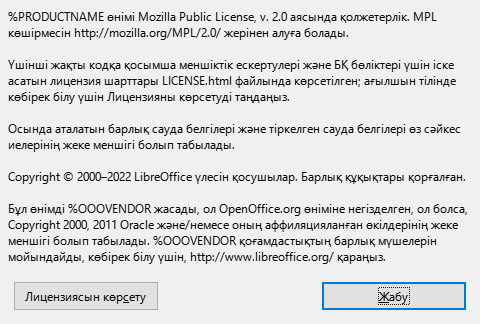 %PRODUCTNAME өнімі Mozilla Public License, v. 2.0 аясында қолжетерлік. MPL
көшірмесін http://mozilla.org/MPL/2.0/ жерінен алуға болады.
Үшінші жақты кодқа қосымша меншіктік ескертулері және БҚ бөліктері үшін іске
асатын лицензия шарттары LICENSE.html файлында көрсетілген; ағылшын тілінде
көбірек білу үшін Лицензияны көрсетуді таңдаңыз.
Осында аталатын барлық сауда белгілері және тіркелген сауда белгілері өз сәйкес
иелерінің жеке меншігі болып табылады.
Copyright © 2000–2022 LibreOffice үлесін қосушылар. Барлық құқықтары қорғалған.
Бұл өнімді %OOOVENDOR жасады, ол OpenOffice.org өніміне негізделген, ол болса,
Copyright 2000, 2011 Oracle және/немесе оның аффилияцияланған өкілдерінің жеке
меншігі болып табылады. %OOOVENDOR қоғамдастықтың барлық мүшелерін
мойындайды, көбірек білу үшін, http://www.libreoffice.org/ қараңыз.
Лицензиясын көрсету
Жабу